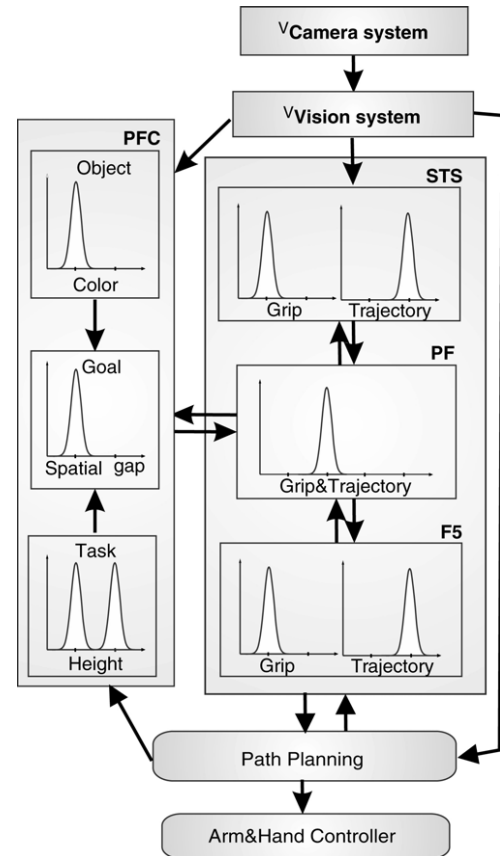 VCamera system
VVision system
PFC
Object
Color
Goal
Spatial gap
Task
Height
STS
Grip Trajectory
PF
Grip&Trajectory
F5
Grip Trajectory
Path Planning
Arm&Hand Controller